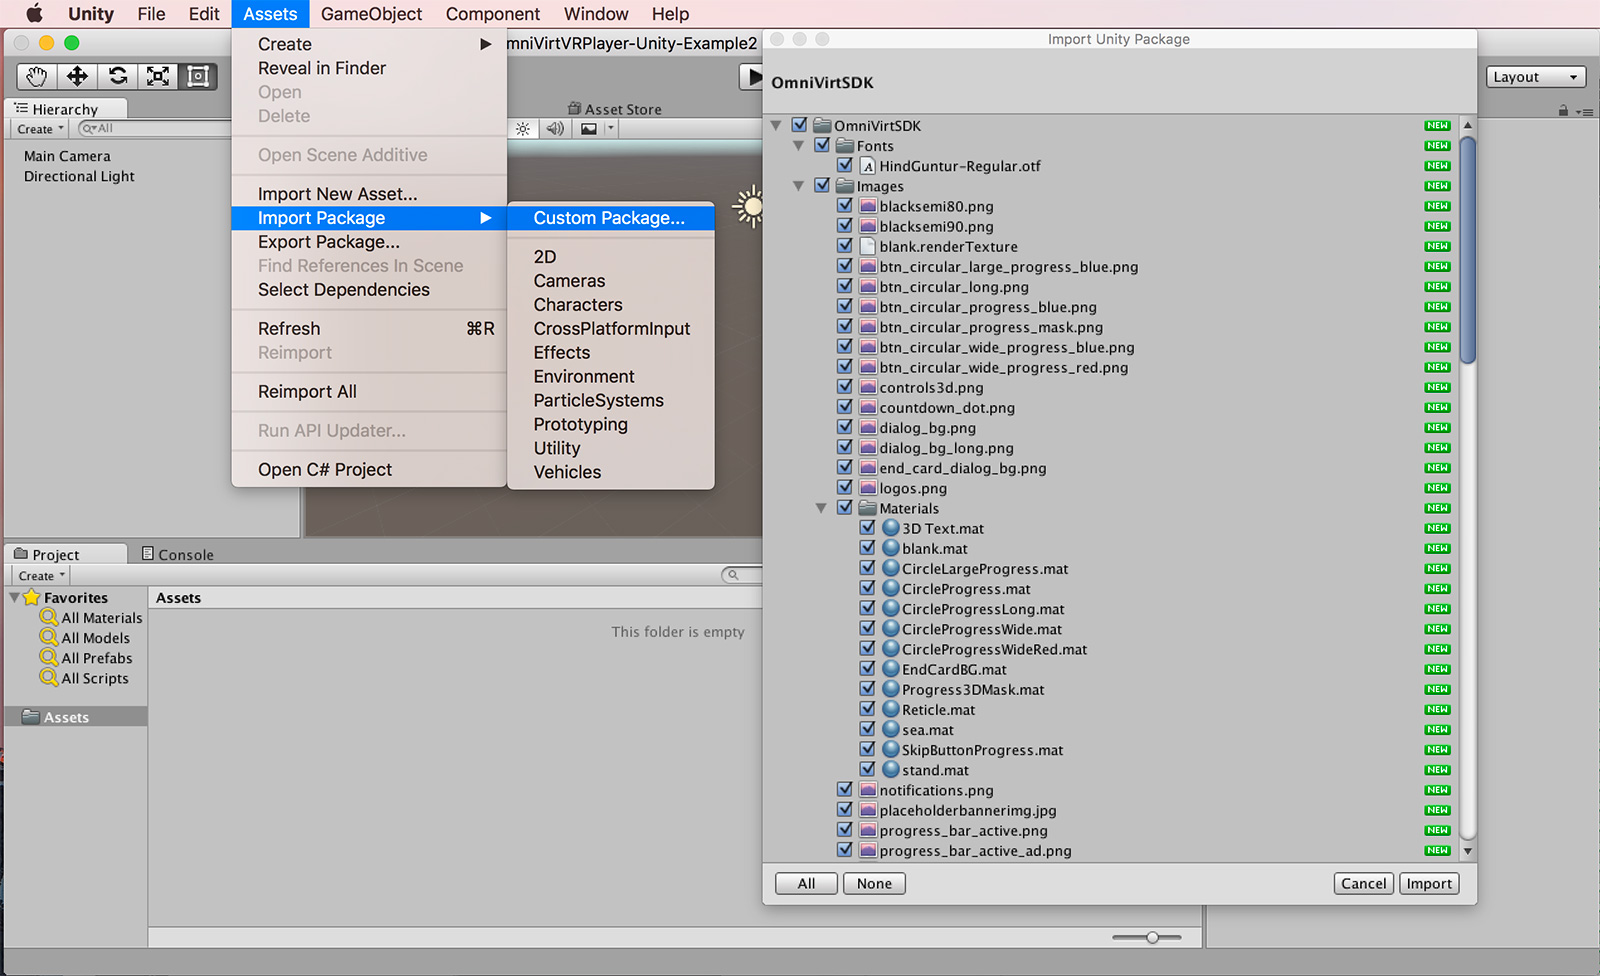 Unity File Edit Assets GameObject Component Window Help
mniVirtVRPlayer-Unity-Example2
Layout
Hierarchy
Create
All
Main Camera
Directional Light
Asset Store
Create
Reveal in Finder
Open
Delete
Open Scene Additive
Import New Asset...
Import Package
Export Package...
Find References In Scene
Select Dependencies
Refresh ⌘R
Reimport
Reimport All
Run API Updater...
Open C# Project
Custom Package...
2D
Cameras
Characters
CrossPlatformInput
Effects
Environment
ParticleSystems
Prototyping
Utility
Vehicles
Project
Console
Create
Favorites
All Materials
All Models
All Prefabs
All Scripts
Assets
Assets
This folder is empty
Import Unity Package
OmniVirtSDK
OmniVirtSDK NEW
Fonts NEW
HindGuntur-Regular.otf NEW
Images NEW
blacksemi80.png NEW
blacksemi90.png NEW
blank.renderTexture NEW
btn_circular_large_progress_blue.png NEW
btn_circular_long.png NEW
btn_circular_progress_blue.png NEW
btn_circular_progress_mask.png NEW
btn_circular_wide_progress_blue.png NEW
btn_circular_wide_progress_red.png NEW
controls3d.png NEW
countdown_dot.png NEW
dialog_bg.png NEW
dialog_bg_long.png NEW
end_card_dialog_bg.png NEW
logos.png NEW
Materials NEW
3D Text.mat NEW
blank.mat NEW
CircleLargeProgress.mat NEW
CircleProgress.mat NEW
CircleProgressLong.mat NEW
CircleProgressWide.mat NEW
CircleProgressWideRed.mat NEW
EndCardBG.mat NEW
Progress3DMask.mat NEW
Reticle.mat NEW
sea.mat NEW
SkipButtonProgress.mat NEW
stand.mat NEW
notifications.png NEW
placeholderbannerimg.jpg NEW
progress_bar_active.png NEW
progress_bar_active_ad.png NEW
All None Cancel Import